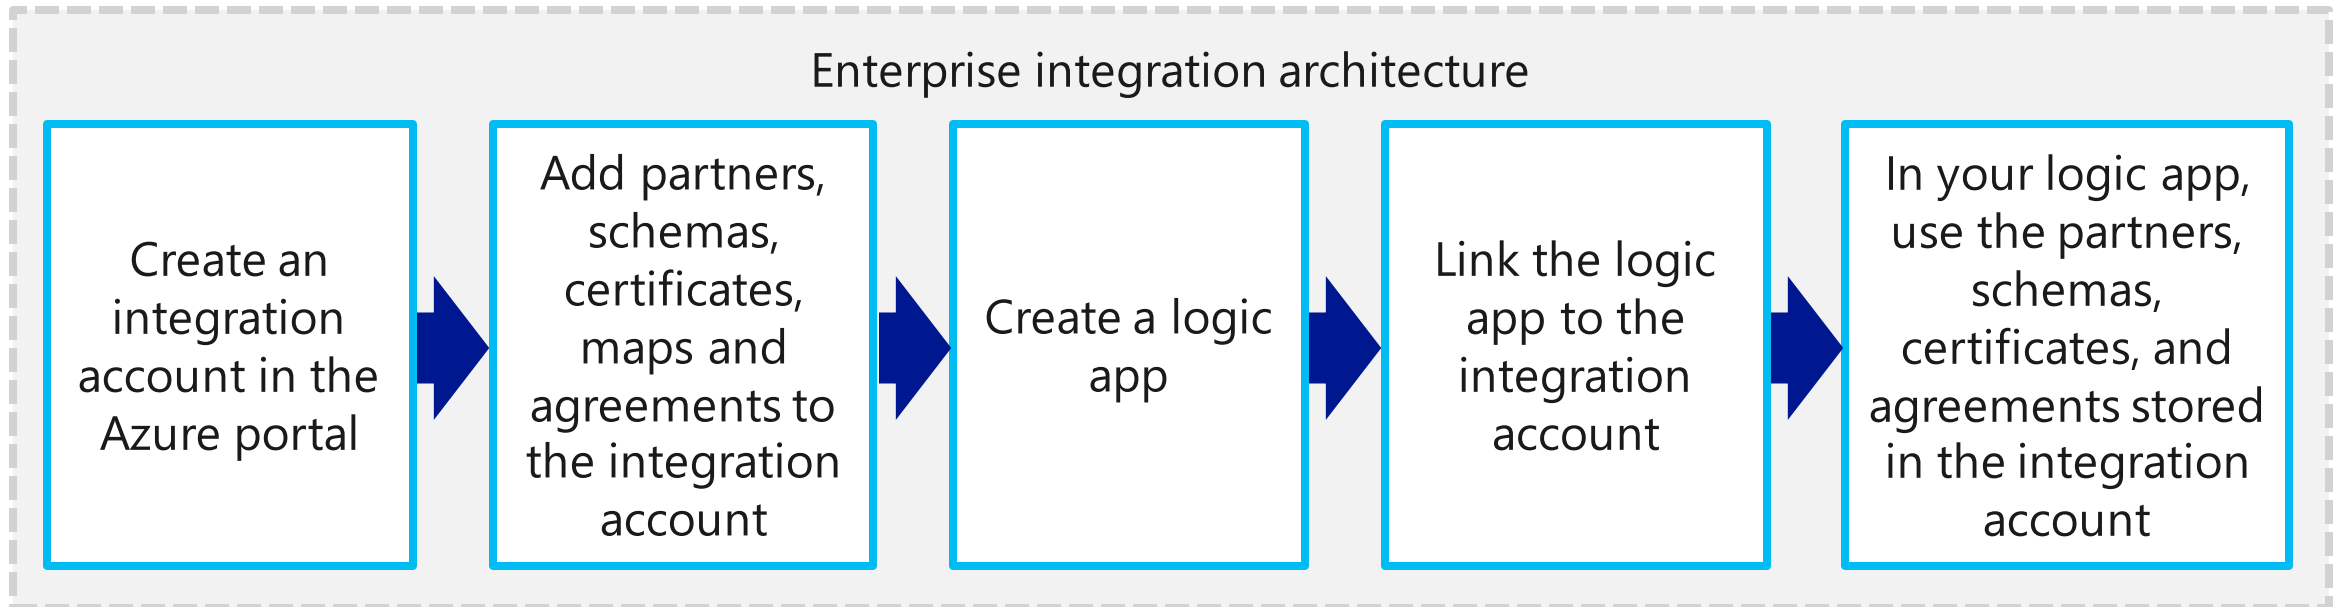 Enterprise integration architecture
Create an
integration
account in the
Azure portal
Add partners,
schemas,
certificates,
maps and
agreements to
the integration
account
Create a logic
app
Link the logic
app to the
integration
account
In your logic app,
use the partners,
schemas,
certificates, and
agreements stored
in the integration
account